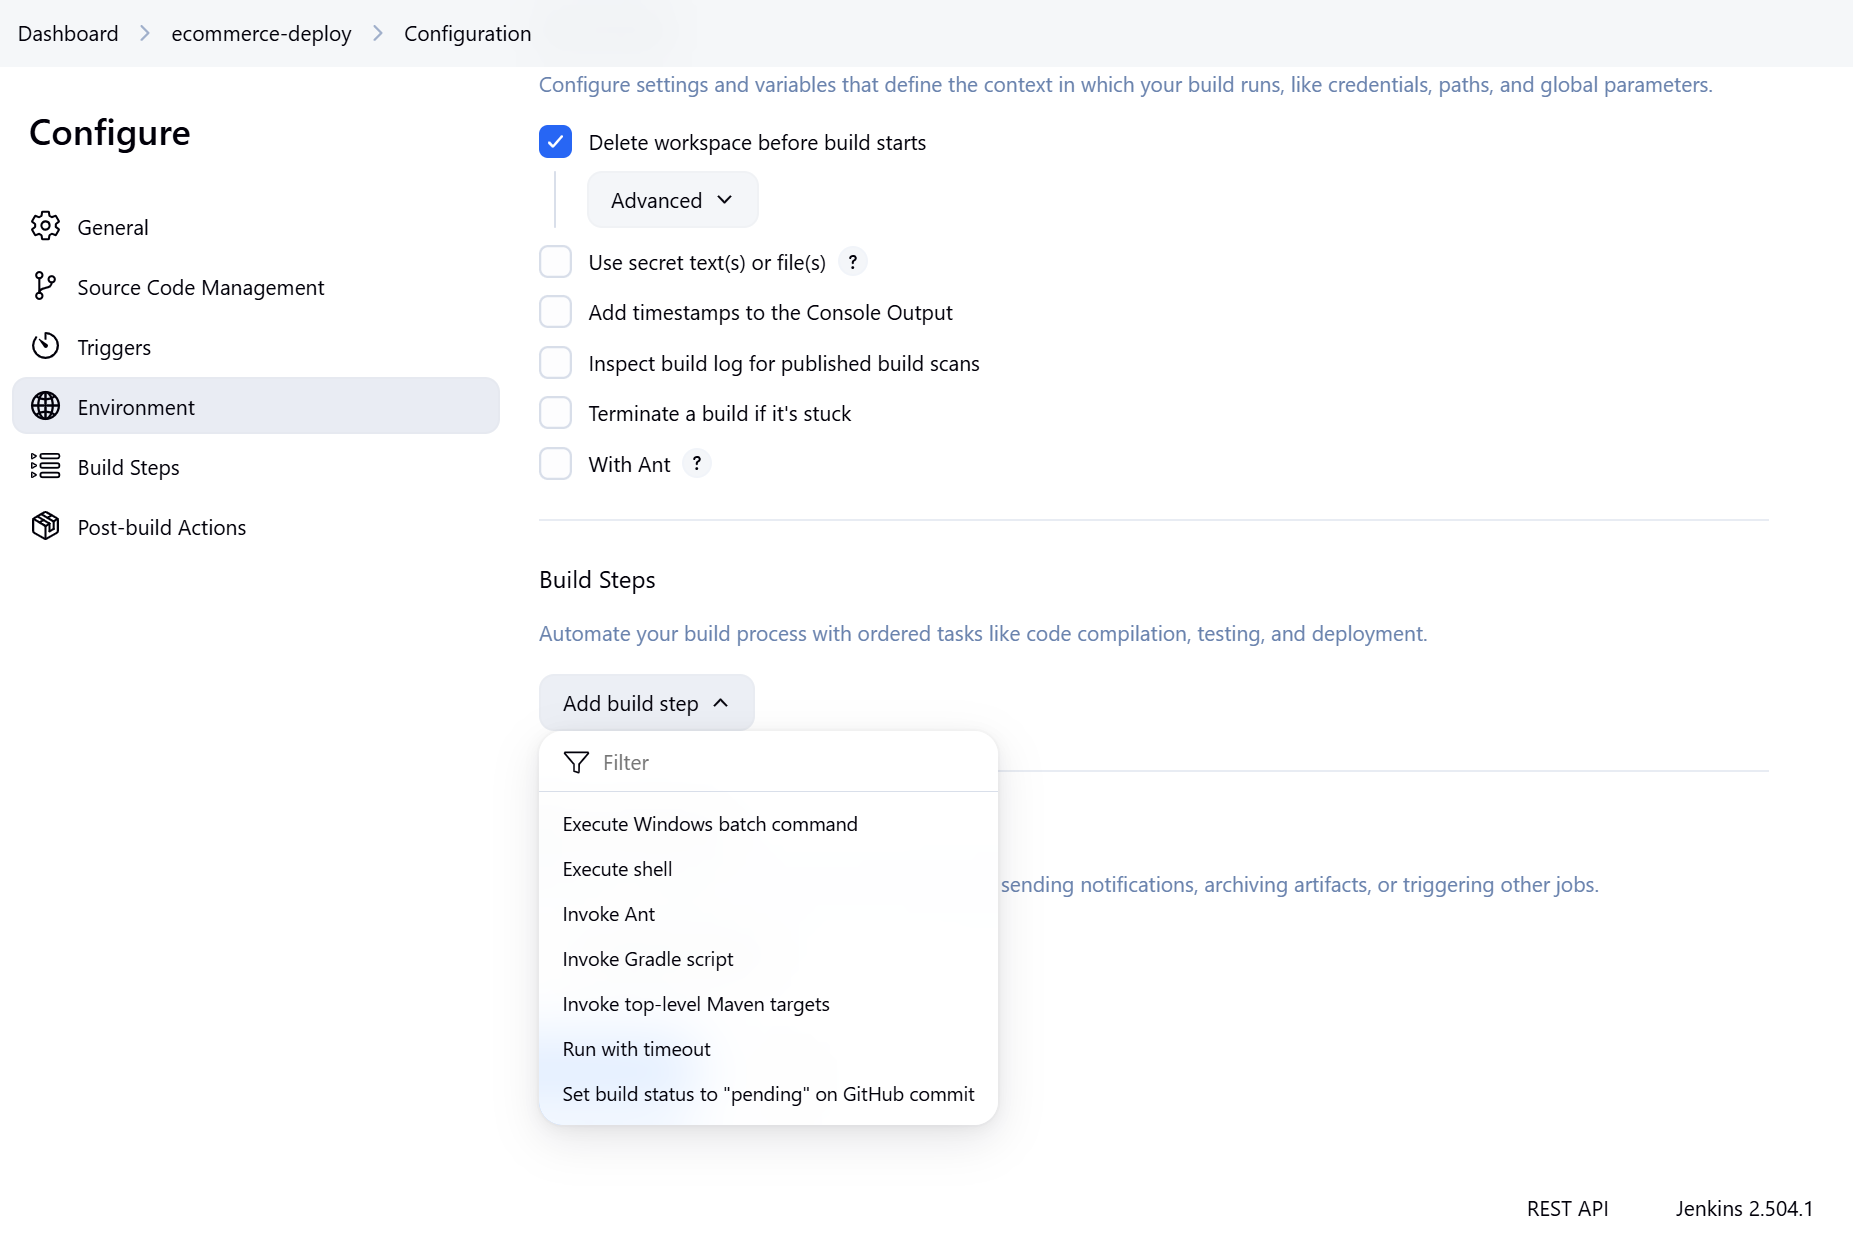 Dashboard > ecommerce-deploy > Configuration
Configure
General
Source Code Management
Triggers
Environment
Build Steps
Post-build Actions
Configure settings and variables that define the context in which your build runs, like credentials, paths, and global parameters.
Delete workspace before build starts
Advanced
Use secret text(s) or file(s) ?
Add timestamps to the Console Output
Inspect build log for published build scans
Terminate a build if it's stuck
With Ant ?
Build Steps
Automate your build process with ordered tasks like code compilation, testing, and deployment.
Add build step
Filter
Execute Windows batch command
Execute shell
sending notifications, archiving artifacts, or triggering other jobs.
Invoke Ant
Invoke Gradle script
Invoke top-level Maven targets
Run with timeout
Set build status to "pending" on GitHub commit
REST API
Jenkins 2.504.1